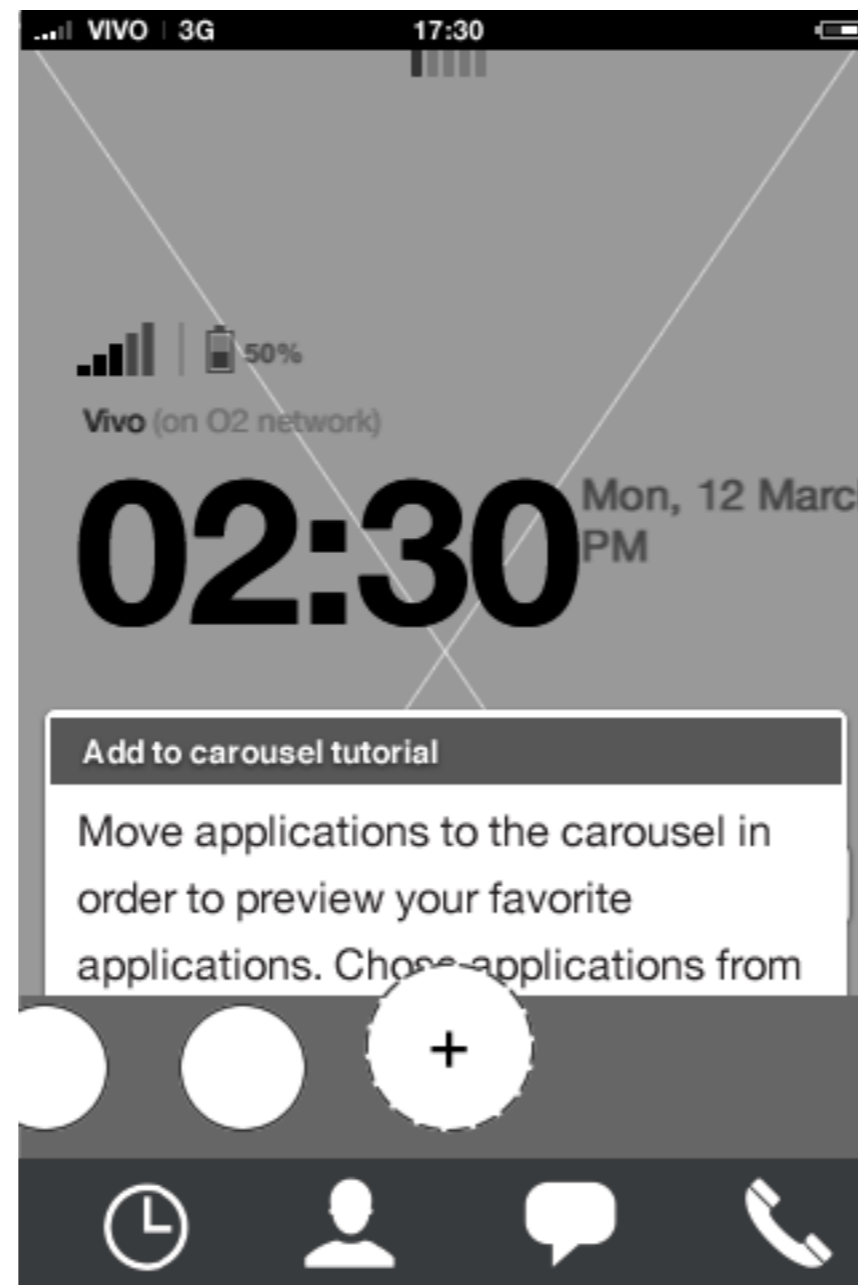 VIVO 3G 17:30
50%
Vivo (on O2 network)
02:30 Mon, 12 March
PM
Add to carousel tutorial
Move applications to the carousel in
order to preview your favorite
applications. Chose applications from
+